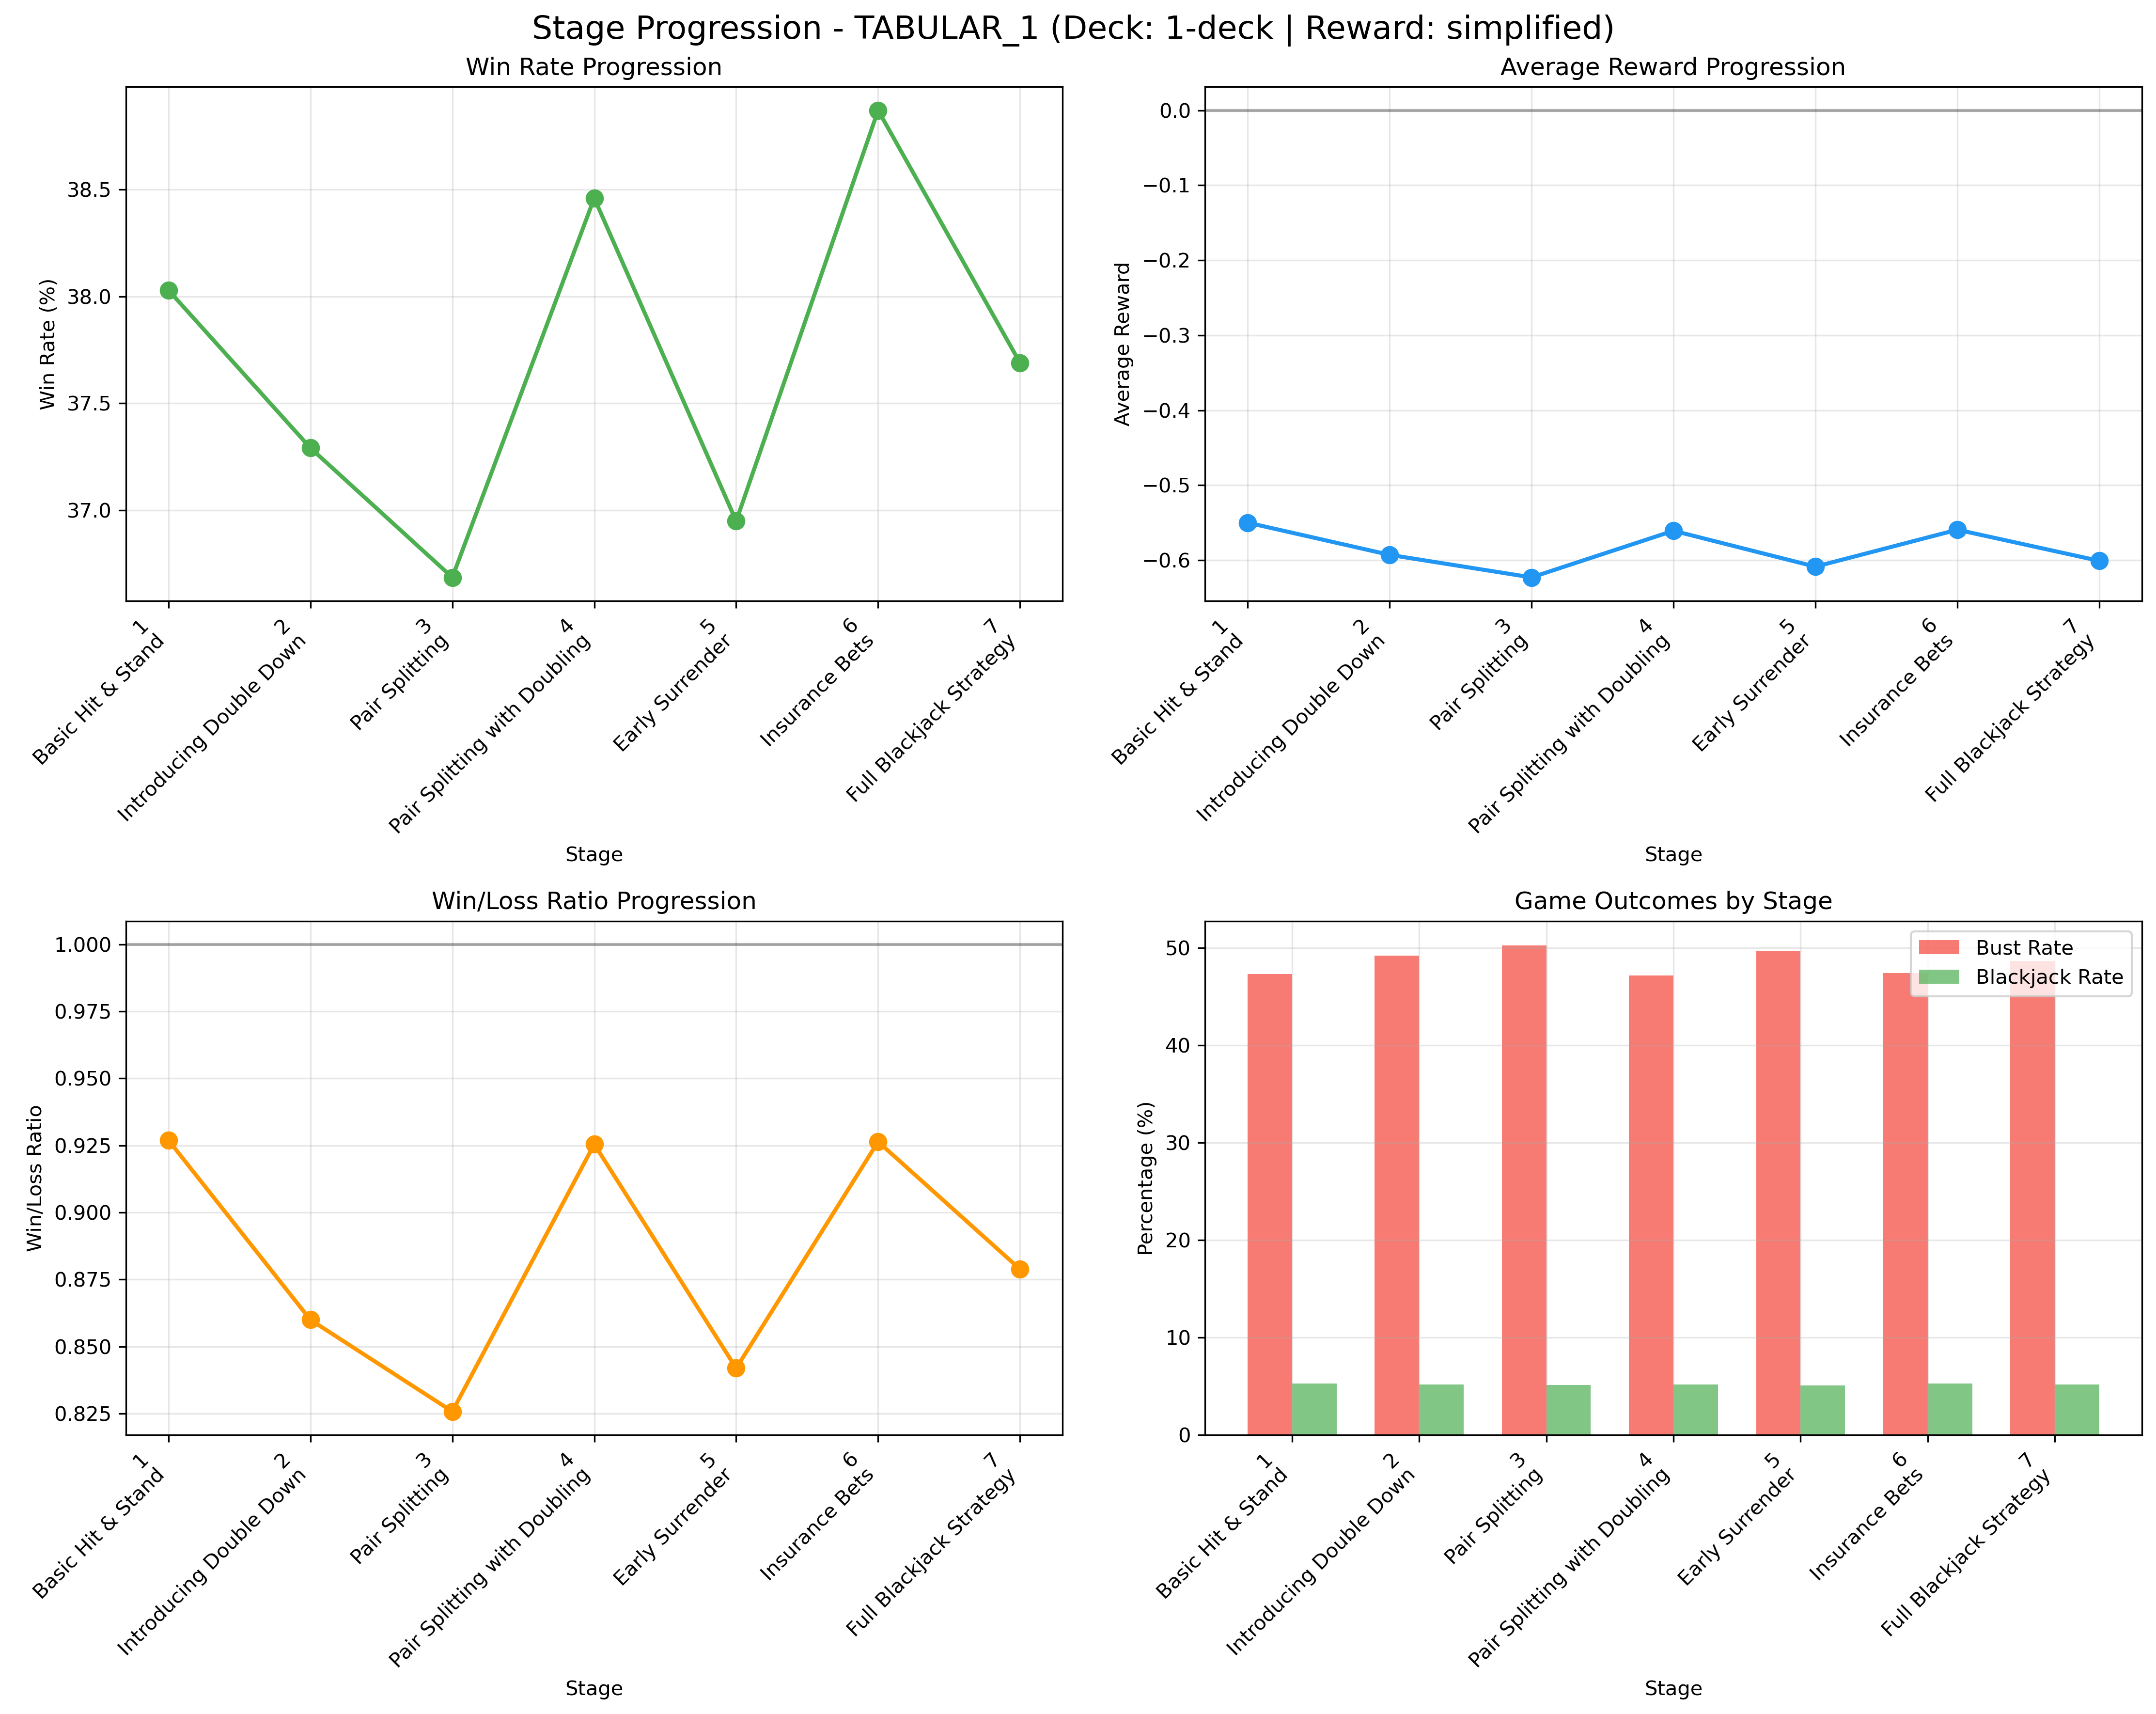 Stage Progression - TABULAR_1 (Deck: 1-deck | Reward: simplified)
Win Rate Progression
Win Rate (%)
38.5
38.0
37.5
37.0
1
Basic Hit & Stand
2
Introducing Double Down
3
Pair Splitting
4
Pair Splitting with Doubling
5
Early Surrender
6
Insurance Bets
7
Full Blackjack Strategy
Stage
Average Reward Progression
Average Reward
0.0
−0.1
−0.2
−0.3
−0.4
−0.5
−0.6
1
Basic Hit & Stand
2
Introducing Double Down
3
Pair Splitting
4
Pair Splitting with Doubling
5
Early Surrender
6
Insurance Bets
7
Full Blackjack Strategy
Stage
Win/Loss Ratio Progression
Win/Loss Ratio
1.000
0.975
0.950
0.925
0.900
0.875
0.850
0.825
1
Basic Hit & Stand
2
Introducing Double Down
3
Pair Splitting
4
Pair Splitting with Doubling
5
Early Surrender
6
Insurance Bets
7
Full Blackjack Strategy
Stage
Game Outcomes by Stage
Percentage (%)
50
40
30
20
10
0
Bust Rate
Blackjack Rate
1
Basic Hit & Stand
2
Introducing Double Down
3
Pair Splitting
4
Pair Splitting with Doubling
5
Early Surrender
6
Insurance Bets
7
Full Blackjack Strategy
Stage